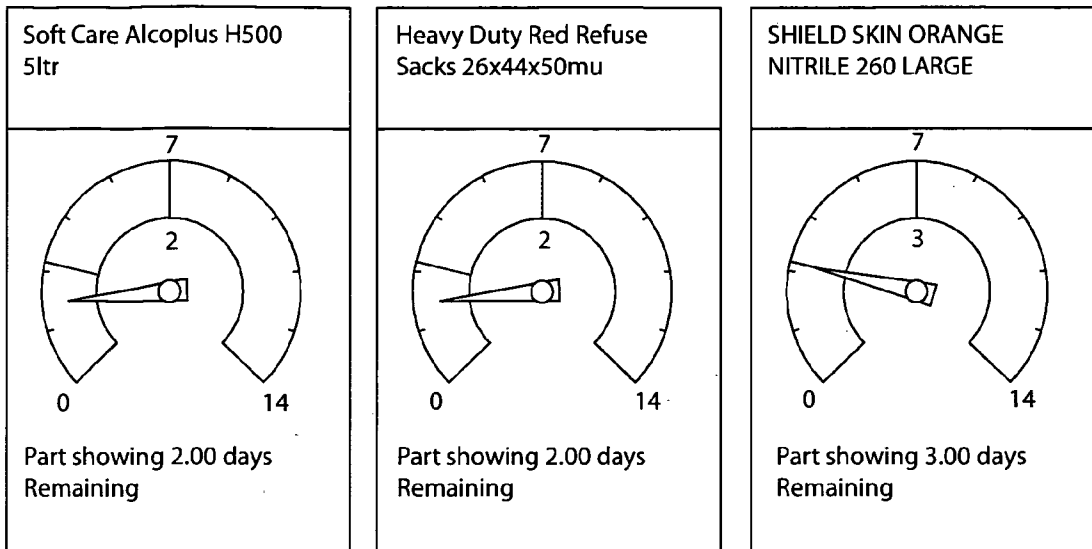 Soft Care Alcoplus H500
5ltr
7
2
0
14
Part showing 2.00 days
Remaining
Heavy Duty Red Refuse
Sacks 26x44x50mu
7
2
0
14
Part showing 2.00 days
Remaining
SHIELD SKIN ORANGE
NITRILE 260 LARGE
7
3
0
14
Part showing 3.00 days
Remaining